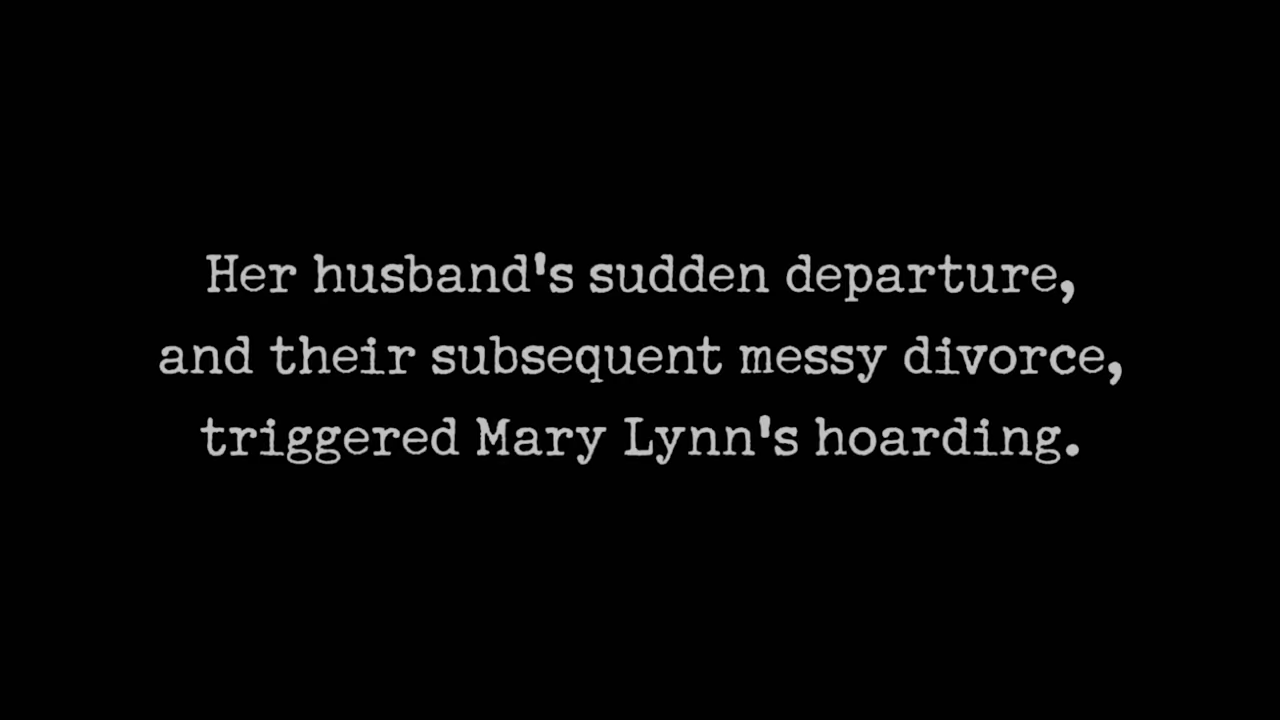 Her husband's sudden departure,
and their subsequent messy divorce,
triggered Mary Lynn's hoarding.